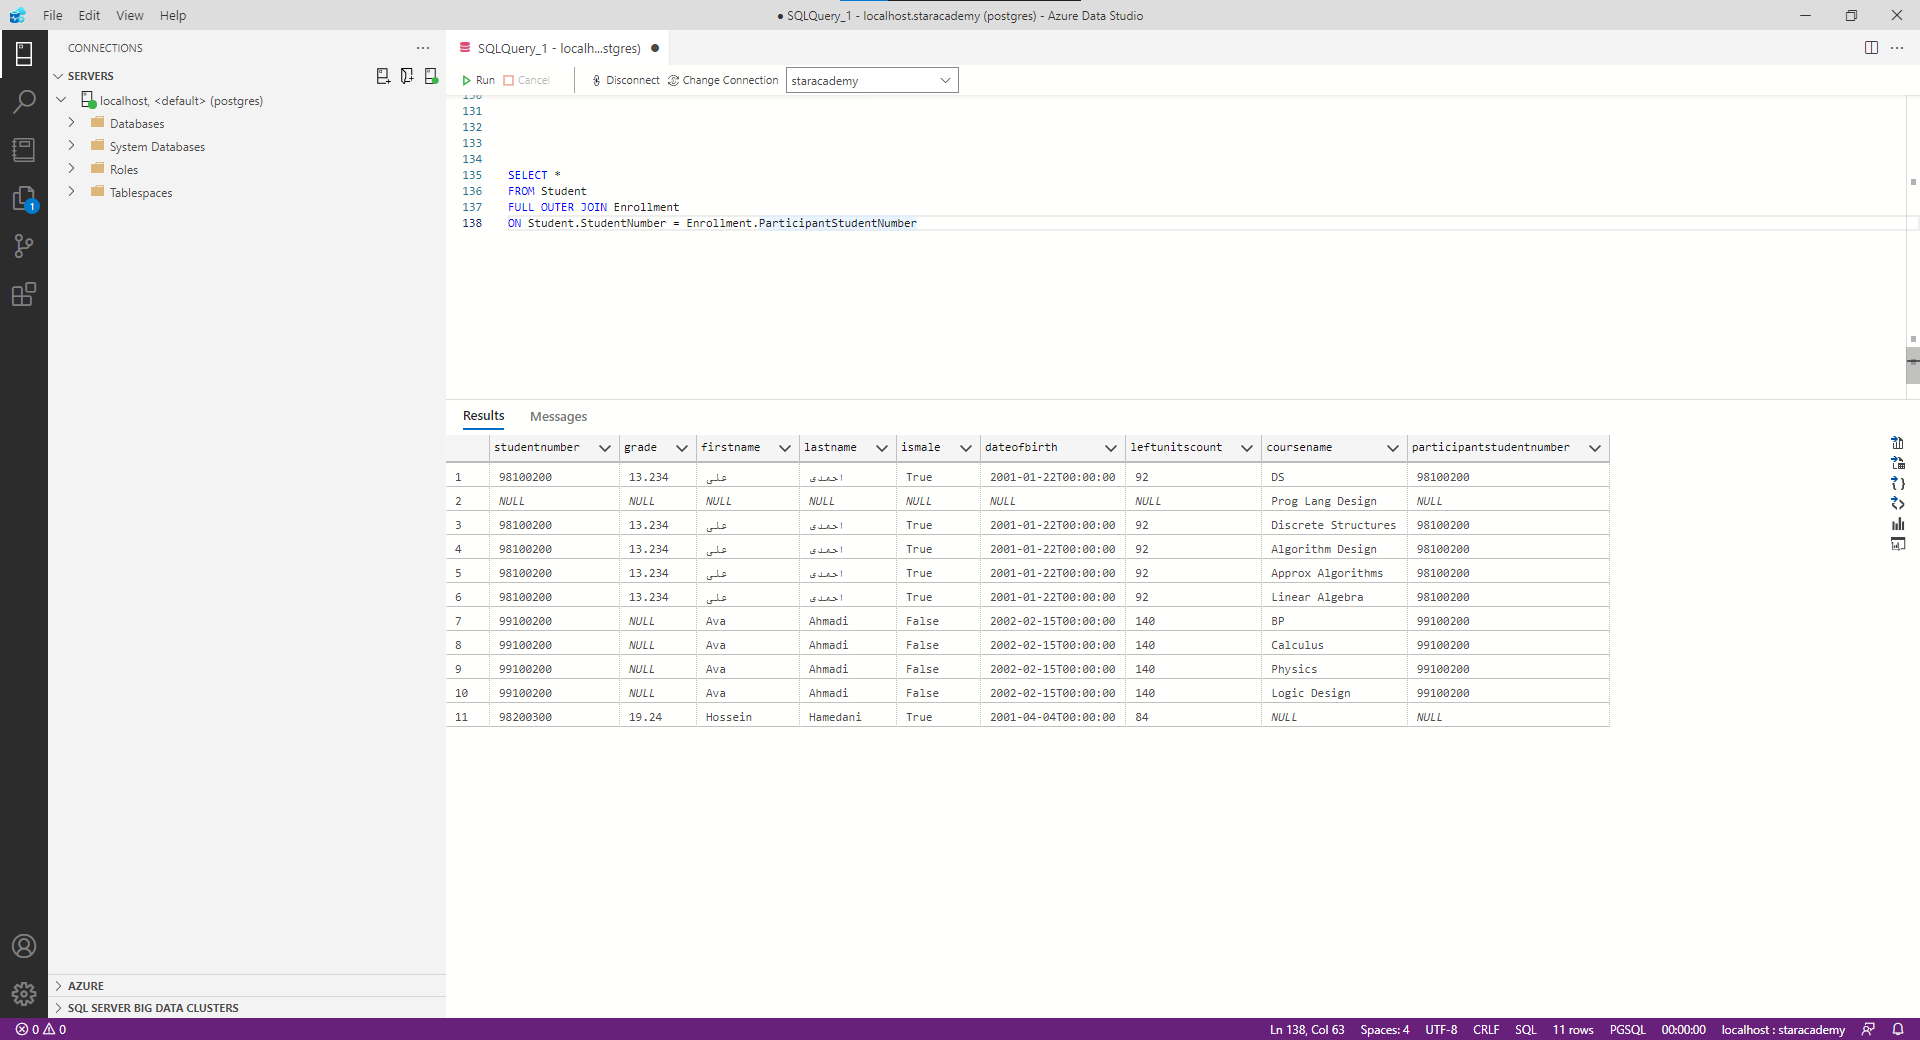 File Edit View Help
● SQLQuery_1 - localhost.staracademy (postgres) - Azure Data Studio
CONNECTIONS
SERVERS
localhost, <default> (postgres)
Databases
System Databases
Roles
Tablespaces
1
AZURE
SQL SERVER BIG DATA CLUSTERS
SQLQuery_1 - localh...stgres) ●
Run Cancel Disconnect Change Connection staracademy
130
131
132
133
134
135 SELECT *
136 FROM Student
137 FULL OUTER JOIN Enrollment
138 ON Student.StudentNumber = Enrollment.ParticipantStudentNumber
Results Messages
studentnumber grade firstname lastname ismale dateofbirth leftunitscount coursename participantstudentnumber
1 98100200 13.234 علی احمدی True 2001-01-22T00:00:00 92 DS 98100200
2 NULL NULL NULL NULL NULL NULL NULL Prog Lang Design NULL
3 98100200 13.234 علی احمدی True 2001-01-22T00:00:00 92 Discrete Structures 98100200
4 98100200 13.234 علی احمدی True 2001-01-22T00:00:00 92 Algorithm Design 98100200
5 98100200 13.234 علی احمدی True 2001-01-22T00:00:00 92 Approx Algorithms 98100200
6 98100200 13.234 علی احمدی True 2001-01-22T00:00:00 92 Linear Algebra 98100200
7 99100200 NULL Ava Ahmadi False 2002-02-15T00:00:00 140 BP 99100200
8 99100200 NULL Ava Ahmadi False 2002-02-15T00:00:00 140 Calculus 99100200
9 99100200 NULL Ava Ahmadi False 2002-02-15T00:00:00 140 Physics 99100200
10 99100200 NULL Ava Ahmadi False 2002-02-15T00:00:00 140 Logic Design 99100200
11 98200300 19.24 Hossein Hamedani True 2001-04-04T00:00:00 84 NULL NULL
0 0 Ln 138, Col 63 Spaces: 4 UTF-8 CRLF SQL 11 rows PGSQL 00:00:00 localhost : staracademy